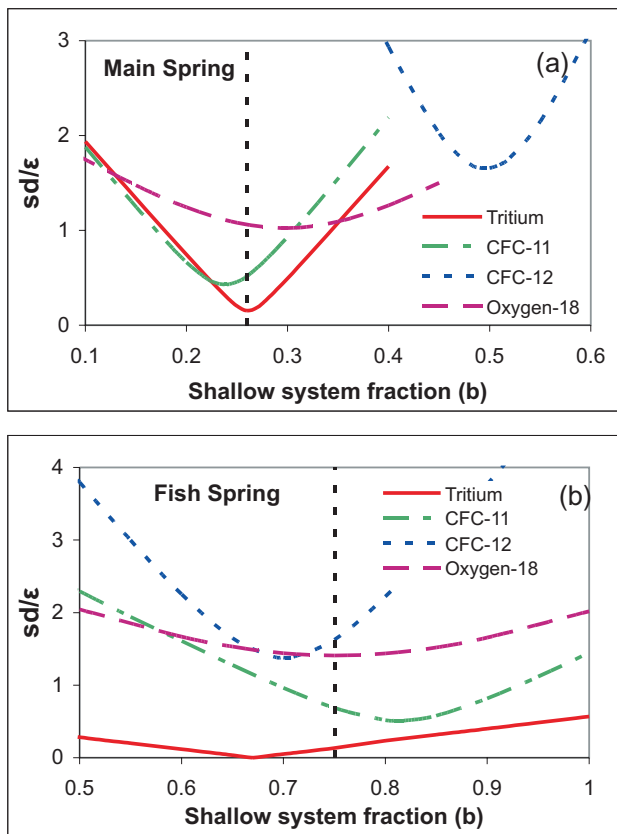 Main Spring
(a)
sd/ε
3
2
1
0
Tritium
CFC-11
CFC-12
Oxygen-18
0.1 0.2 0.3 0.4 0.5 0.6
Shallow system fraction (b)
Fish Spring
(b)
sd/ε
4
3
2
1
0
Tritium
CFC-11
CFC-12
Oxygen-18
0.5 0.6 0.7 0.8 0.9 1
Shallow system fraction (b)